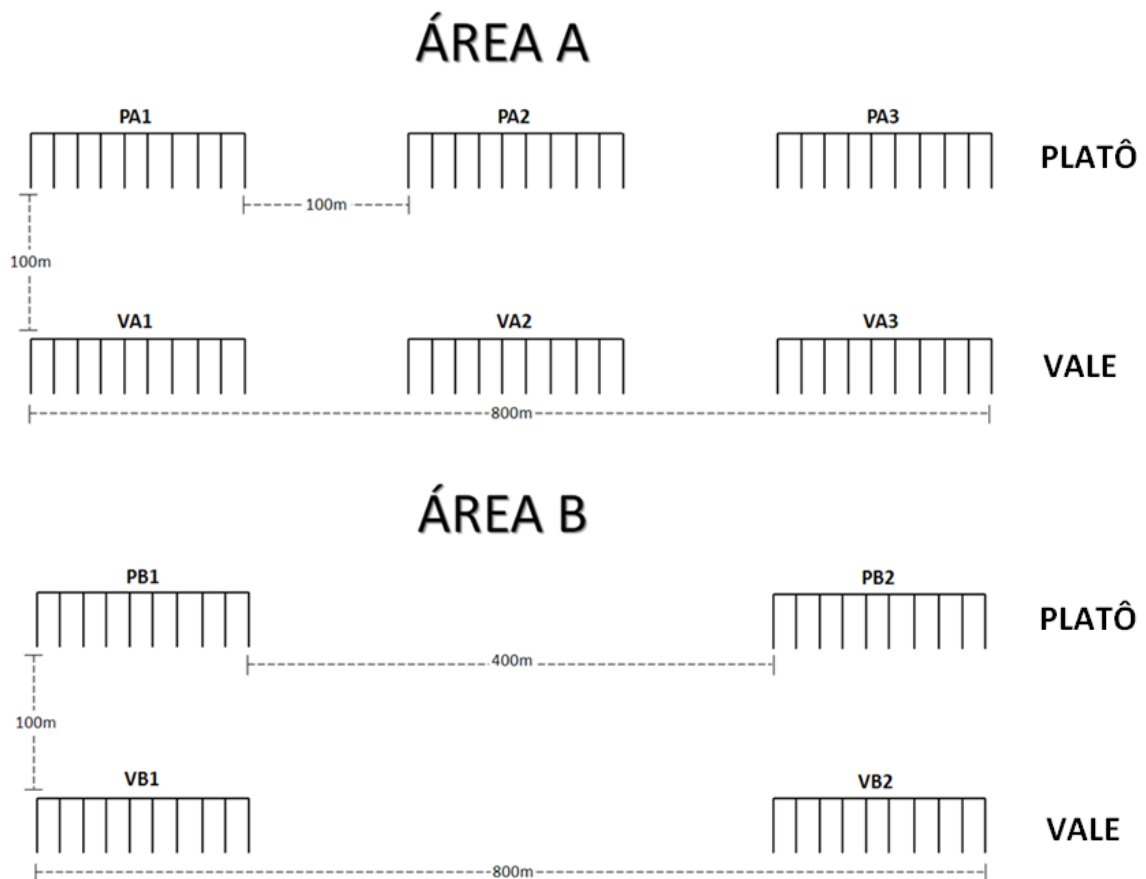 ÁREA A
PA1 PA2 PA3
PLATÔ
100m
100m
VA1 VA2 VA3
VALE
800m
ÁREA B
PB1 PB2
PLATÔ
400m
100m
VB1 VB2
VALE
800m